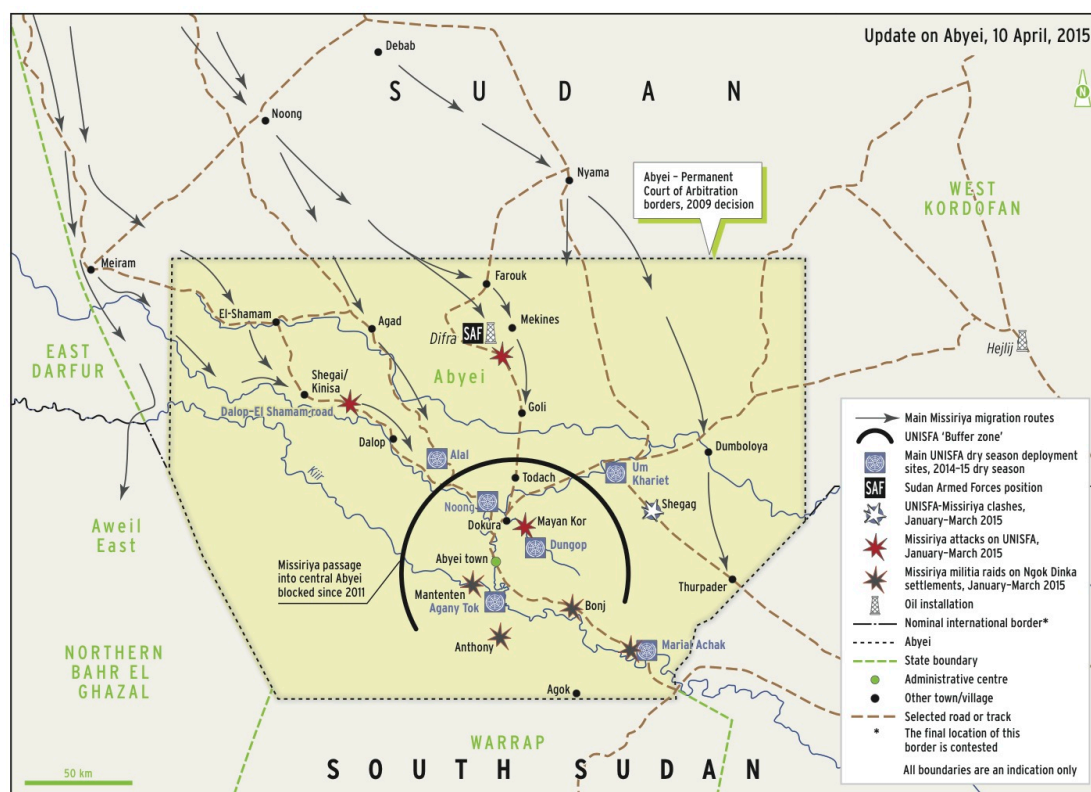 Update on Abyei, 10 April, 2015
Debab
S U D A N
N
Noong
Nyama
Abyei – Permanent
Court of Arbitration
borders, 2009 decision
WEST
KORDOFAN
Meiram
Farouk
El-Shamam
Agad
Mekines
Difra
SAF
Hejlij
EAST
DARFUR
Shegai/
Kinisa
Abyei
Dalop–El Shamam road
Goli
Dalop
Dumboloya
Alal
Kiir
Um
Khariet
Todach
Noong
Shegag
Dokura
Mayan Kor
Aweil
East
Dungop
Missiriya passage
into central Abyei
blocked since 2011
Abyei town
Thurpader
Mantenten
Agany Tok
Bonj
Anthony
Marial Achak
NORTHERN
BAHR EL
GHAZAL
Agok
WARRAP
S O U T H S U D A N
50 km
Main Missiriya migration routes
UNISFA 'Buffer zone'
Main UNISFA dry season deployment
sites, 2014–15 dry season
SAF
Sudan Armed Forces position
UNISFA-Missiriya clashes,
January–March 2015
Missiriya attacks on UNISFA,
January–March 2015
Missiriya militia raids on Ngok Dinka
settlements, January–March 2015
Oil installation
Nominal international border*
Abyei
State boundary
Administrative centre
Other town/village
Selected road or track
* The final location of this
border is contested
All boundaries are an indication only